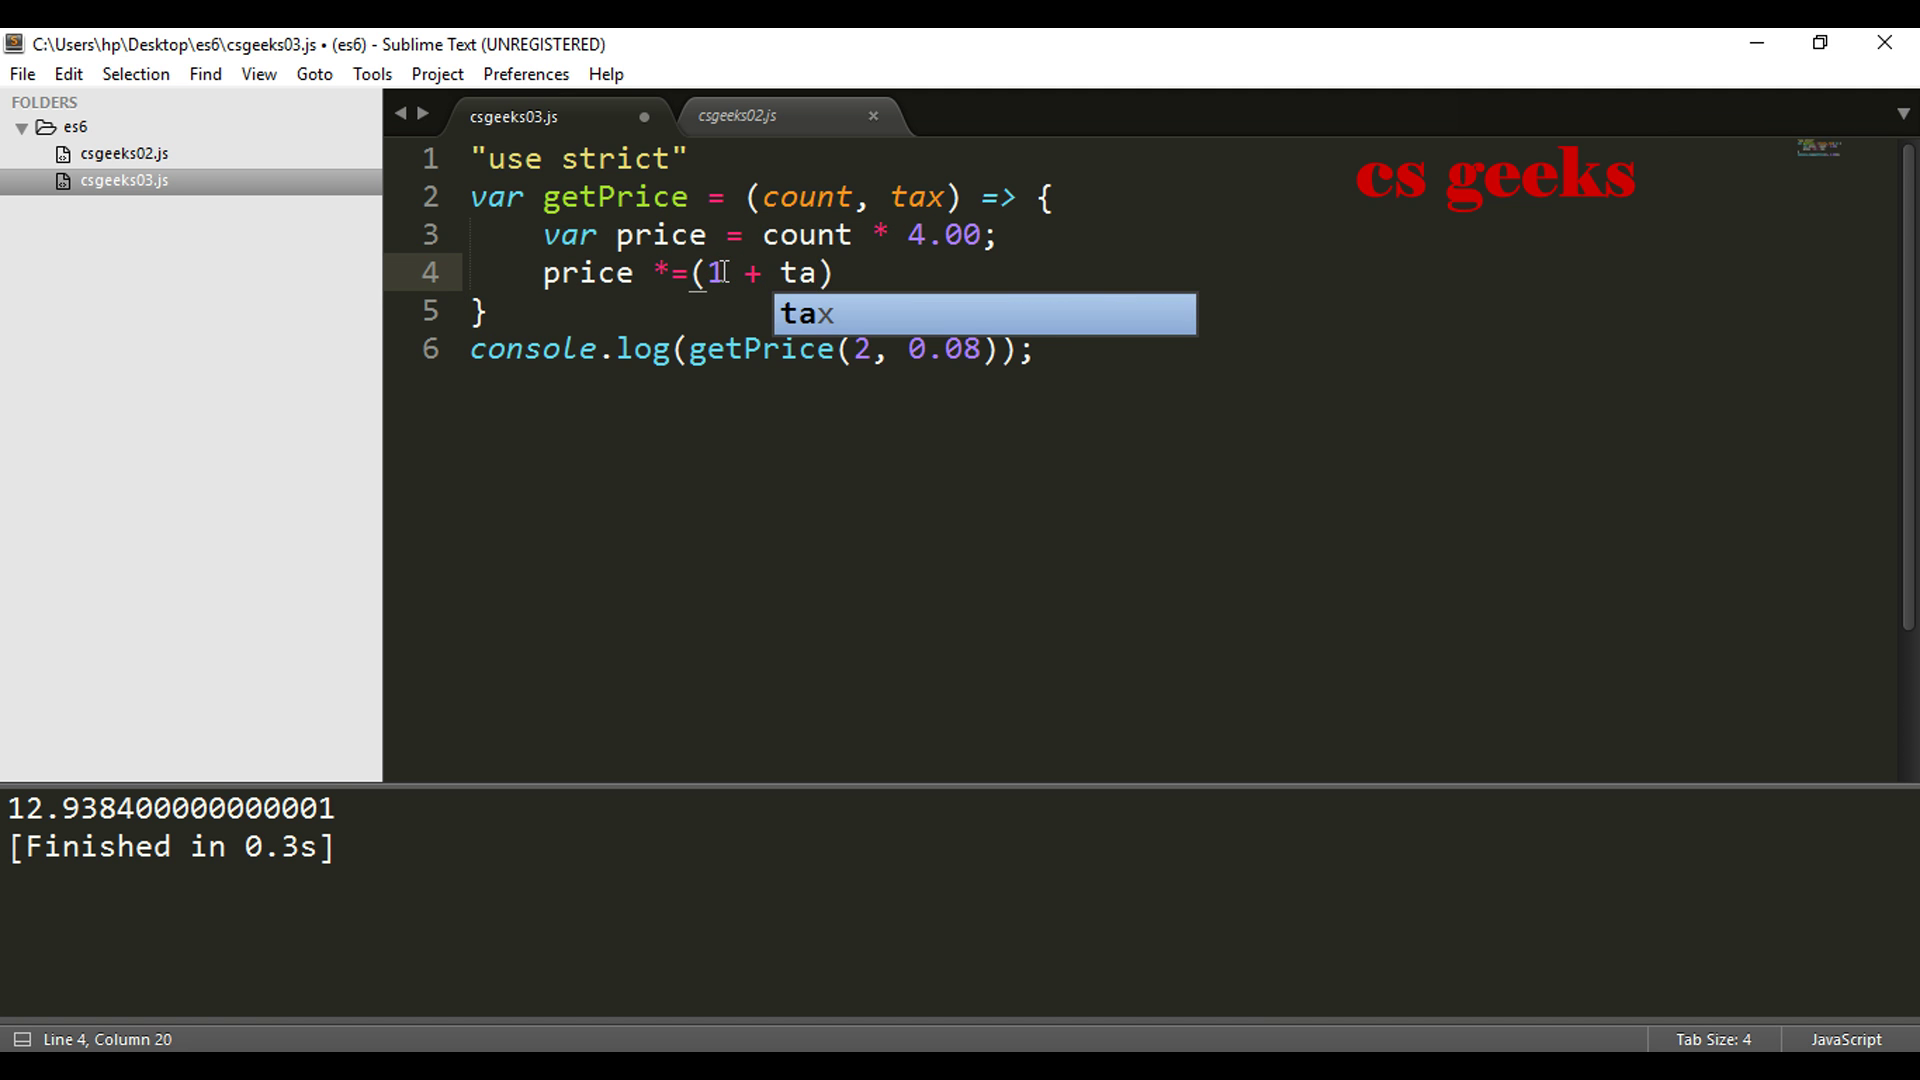 C:\Users\hp\Desktop\es6\csgeeks03.js • (es6) - Sublime Text (UNREGISTERED)
File Edit Selection Find View Goto Tools Project Preferences Help
FOLDERS
es6
csgeeks02.js
csgeeks03.js
csgeeks03.js
csgeeks02.js
1 "use strict"
2 var getPrice = (count, tax) => {
3 var price = count * 4.00;
4 price *=(1 + ta)
tax
5 }
6 console.log(getPrice(2, 0.08));
cs geeks
12.938400000000001
[Finished in 0.3s]
Line 4, Column 20
Tab Size: 4
JavaScript